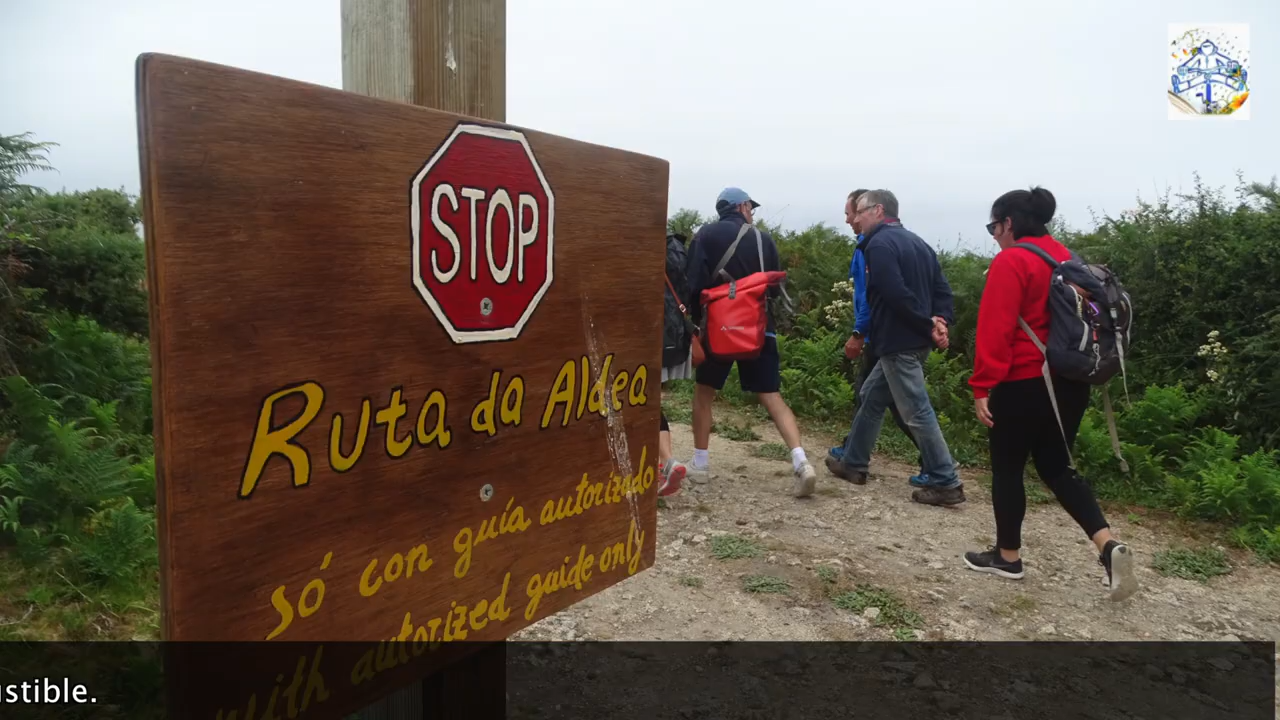 STOP
Ruta da Aldea
só con guía autorizado
with autorized guide only
ustible.